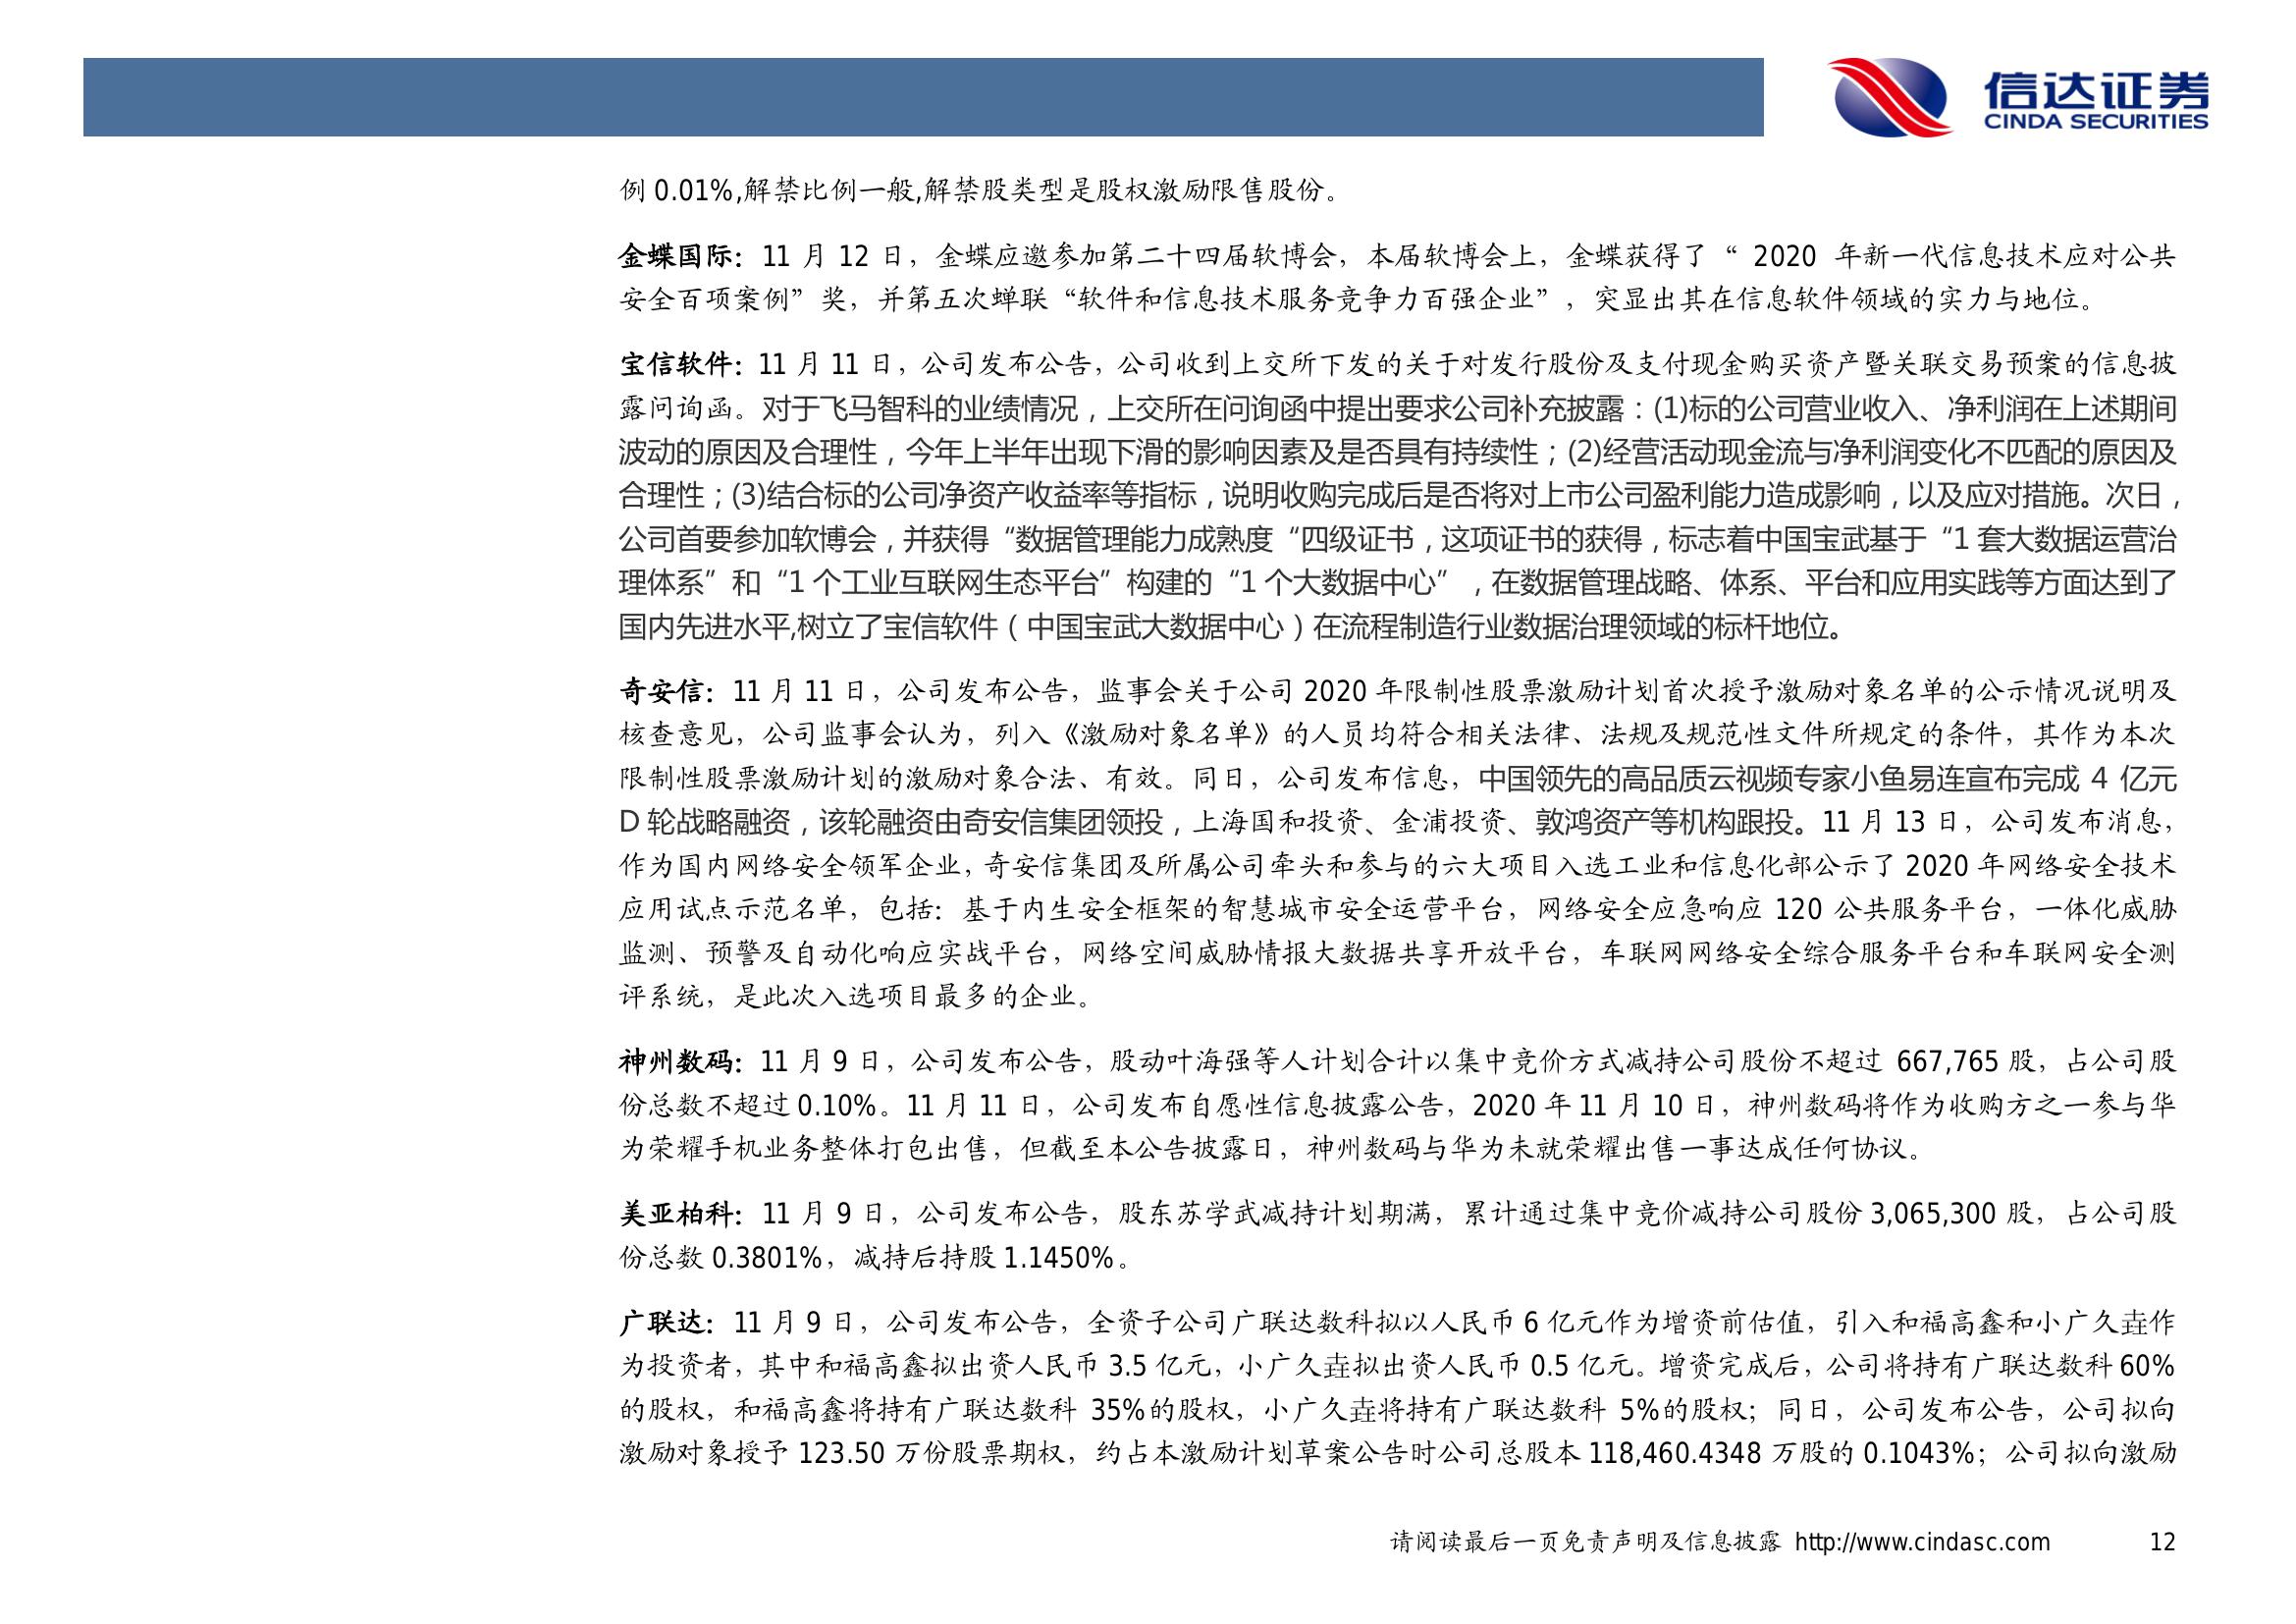 信达证券
CINDA SECURITIES
例 0.01%,解禁比例一般,解禁股类型是股权激励限售股份。
金蝶国际：11 月 12 日，金蝶应邀参加第二十四届软博会，本届软博会上，金蝶获得了“ 2020 年新一代信息技术应对公共
安全百项案例”奖，并第五次蝉联“软件和信息技术服务竞争力百强企业”，突显出其在信息软件领域的实力与地位。
宝信软件：11 月 11 日，公司发布公告，公司收到上交所下发的关于对发行股份及支付现金购买资产暨关联交易预案的信息披
露问询函。对于飞马智科的业绩情况，上交所在问询函中提出要求公司补充披露：(1)标的公司营业收入、净利润在上述期间
波动的原因及合理性，今年上半年出现下滑的影响因素及是否具有持续性；(2)经营活动现金流与净利润变化不匹配的原因及
合理性；(3)结合标的公司净资产收益率等指标，说明收购完成后是否将对上市公司盈利能力造成影响，以及应对措施。次日，
公司首要参加软博会，并获得“数据管理能力成熟度“四级证书，这项证书的获得，标志着中国宝武基于“1 套大数据运营治
理体系”和“1 个工业互联网生态平台”构建的“1 个大数据中心”，在数据管理战略、体系、平台和应用实践等方面达到了
国内先进水平,树立了宝信软件（中国宝武大数据中心）在流程制造行业数据治理领域的标杆地位。
奇安信：11 月 11 日，公司发布公告，监事会关于公司 2020 年限制性股票激励计划首次授予激励对象名单的公示情况说明及
核查意见，公司监事会认为，列入《激励对象名单》的人员均符合相关法律、法规及规范性文件所规定的条件，其作为本次
限制性股票激励计划的激励对象合法、有效。同日，公司发布信息，中国领先的高品质云视频专家小鱼易连宣布完成 4 亿元
D 轮战略融资，该轮融资由奇安信集团领投，上海国和投资、金浦投资、敦鸿资产等机构跟投。11 月 13 日，公司发布消息，
作为国内网络安全领军企业，奇安信集团及所属公司牵头和参与的六大项目入选工业和信息化部公示了 2020 年网络安全技术
应用试点示范名单，包括：基于内生安全框架的智慧城市安全运营平台，网络安全应急响应 120 公共服务平台，一体化威胁
监测、预警及自动化响应实战平台，网络空间威胁情报大数据共享开放平台，车联网网络安全综合服务平台和车联网安全测
评系统，是此次入选项目最多的企业。
神州数码：11 月 9 日，公司发布公告，股动叶海强等人计划合计以集中竞价方式减持公司股份不超过 667,765 股，占公司股
份总数不超过 0.10%。11 月 11 日，公司发布自愿性信息披露公告，2020 年 11 月 10 日，神州数码将作为收购方之一参与华
为荣耀手机业务整体打包出售，但截至本公告披露日，神州数码与华为未就荣耀出售一事达成任何协议。
美亚柏科：11 月 9 日，公司发布公告，股东苏学武减持计划期满，累计通过集中竞价减持公司股份 3,065,300 股，占公司股
份总数 0.3801%，减持后持股 1.1450%。
广联达：11 月 9 日，公司发布公告，全资子公司广联达数科拟以人民币 6 亿元作为增资前估值，引入和福高鑫和小广久垚作
为投资者，其中和福高鑫拟出资人民币 3.5 亿元，小广久垚拟出资人民币 0.5 亿元。增资完成后，公司将持有广联达数科 60%
的股权，和福高鑫将持有广联达数科 35%的股权，小广久垚将持有广联达数科 5%的股权；同日，公司发布公告，公司拟向
激励对象授予 123.50 万份股票期权，约占本激励计划草案公告时公司总股本 118,460.4348 万股的 0.1043%；公司拟向激励
请阅读最后一页免责声明及信息披露 http://www.cindasc.com 12